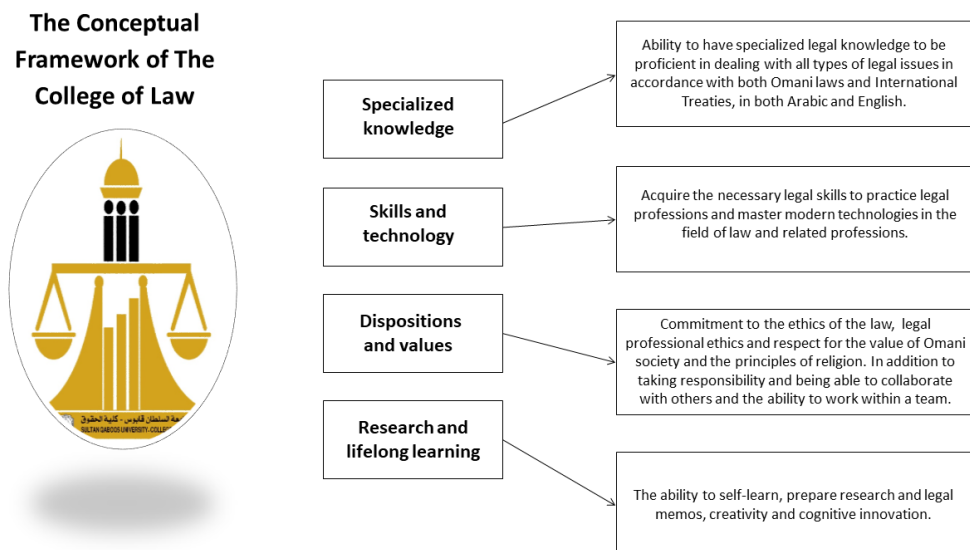 The Conceptual
Framework of The
College of Law
جامعة السلطان قابوس - كلية الحقوق
SULTAN QABOOS UNIVERSITY- COLLEGE
Specialized
knowledge
Ability to have specialized legal knowledge to be
proficient in dealing with all types of legal issues in
accordance with both Omani laws and International
Treaties, in both Arabic and English.
Skills and
technology
Acquire the necessary legal skills to practice legal
professions and master modern technologies in the
field of law and related professions.
Dispositions
and values
Commitment to the ethics of the law, legal
professional ethics and respect for the value of Omani
society and the principles of religion. In addition to
taking responsibility and being able to collaborate
with others and the ability to work within a team.
Research and
lifelong learning
The ability to self-learn, prepare research and legal
memos, creativity and cognitive innovation.